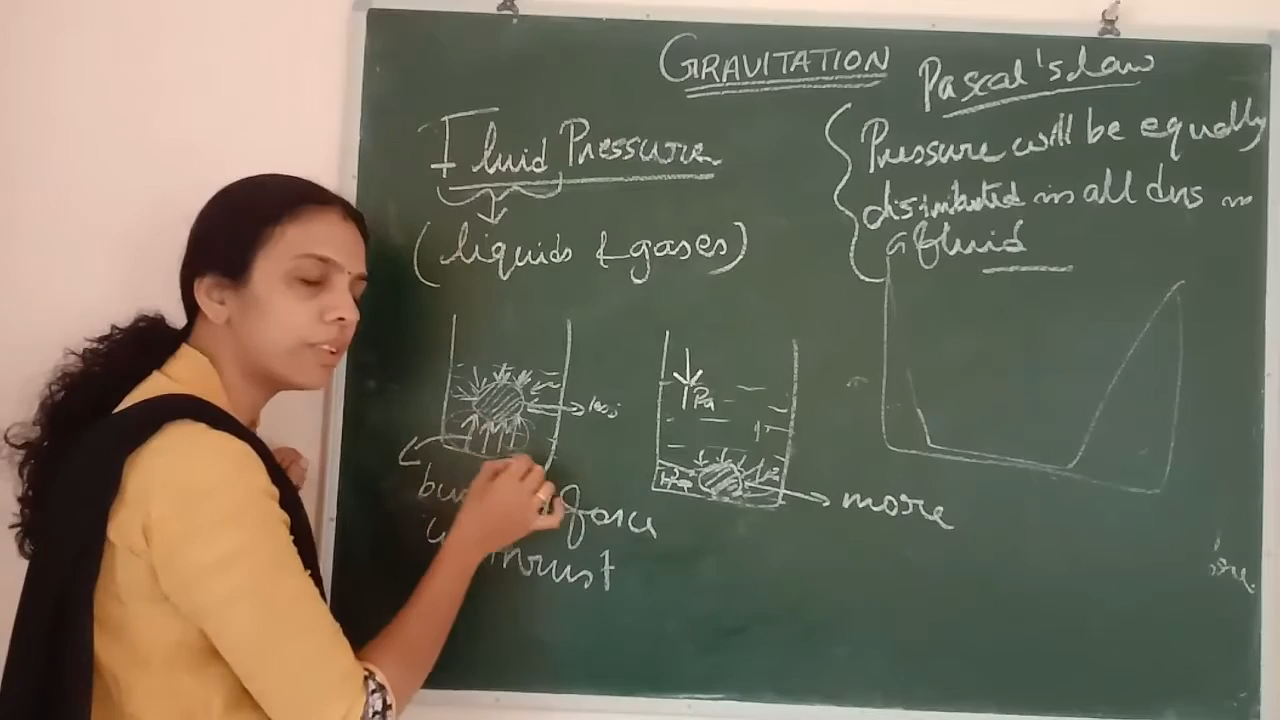 GRAVITATION
Pascal's law
Fluid Pressure
(liquids & gases)
Pressure will be equally
distributed in all dns in
a fluid
less
Pa
more
force
thrust